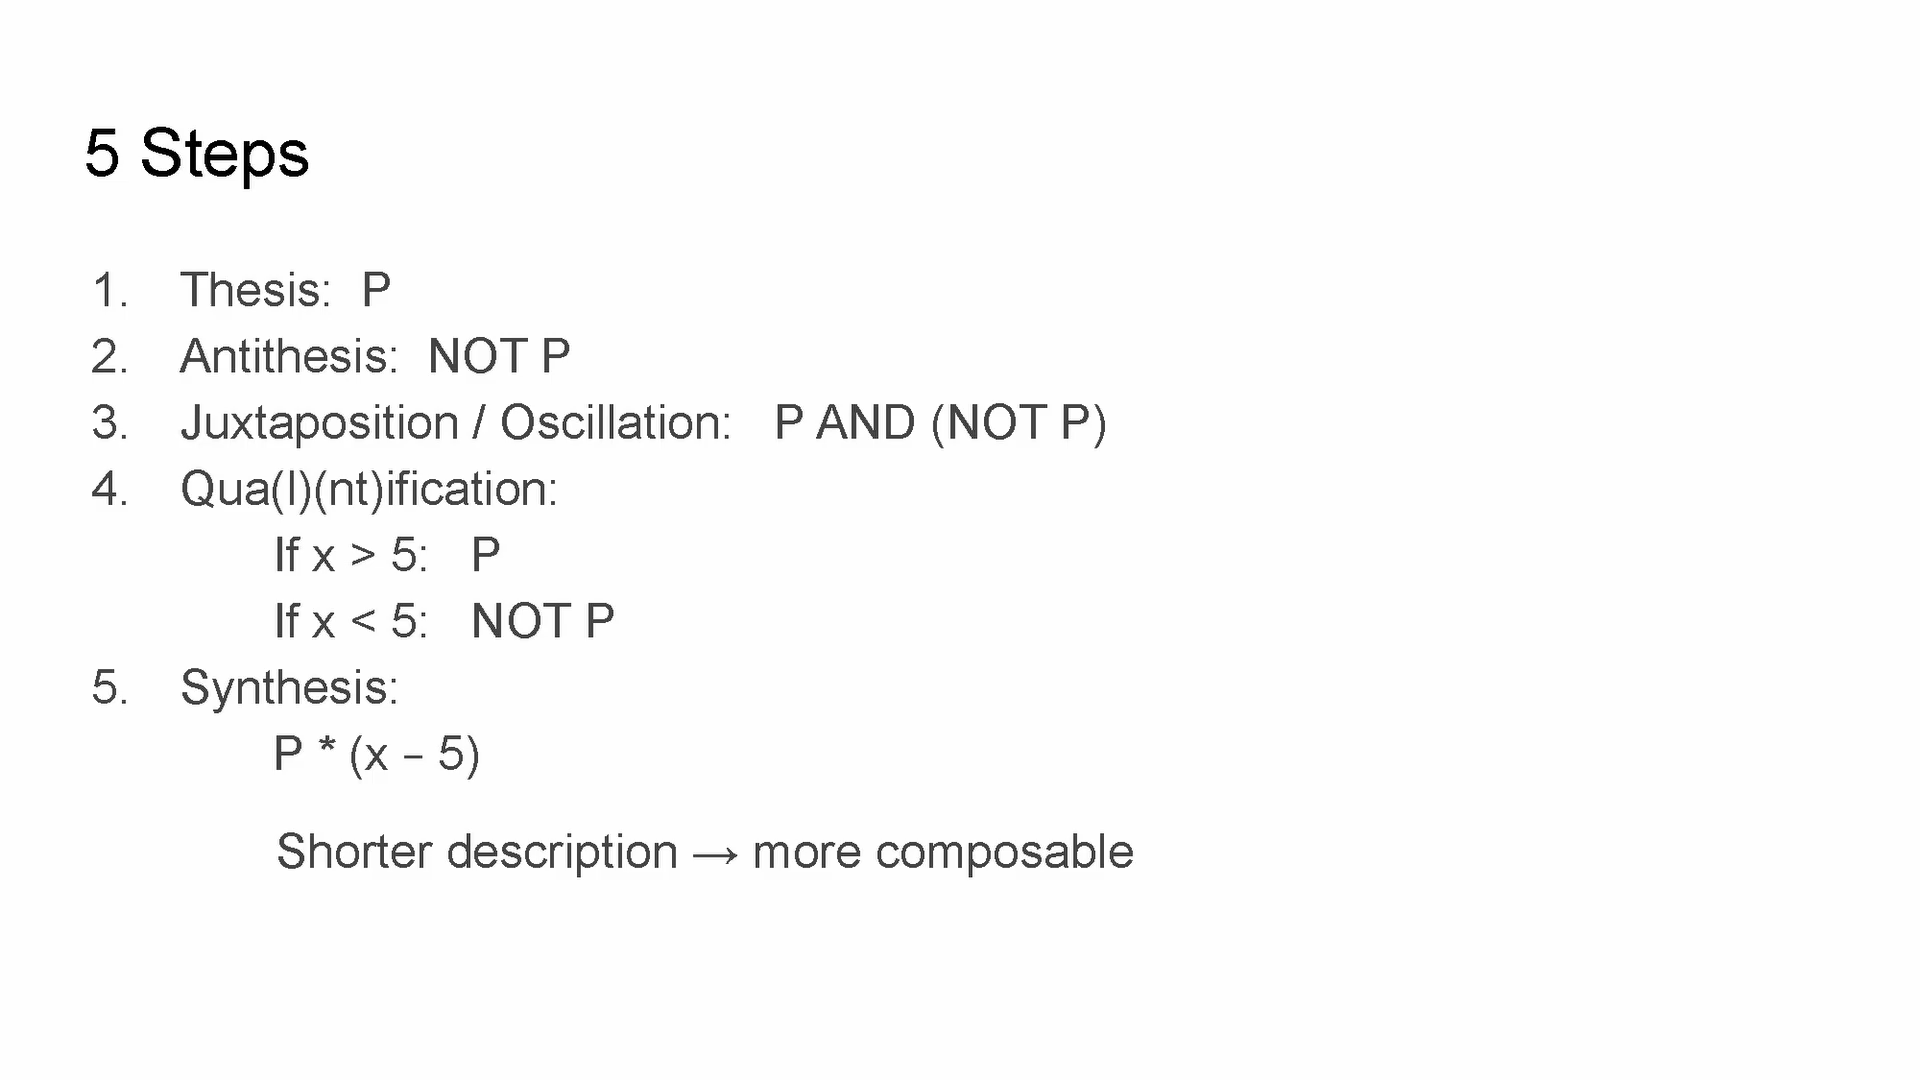 5 Steps
1. Thesis: P
2. Antithesis: NOT P
3. Juxtaposition / Oscillation: P AND (NOT P)
4. Qua(l)(nt)ification:
If x > 5: P
If x < 5: NOT P
5. Synthesis:
P * (x – 5)
Shorter description → more composable